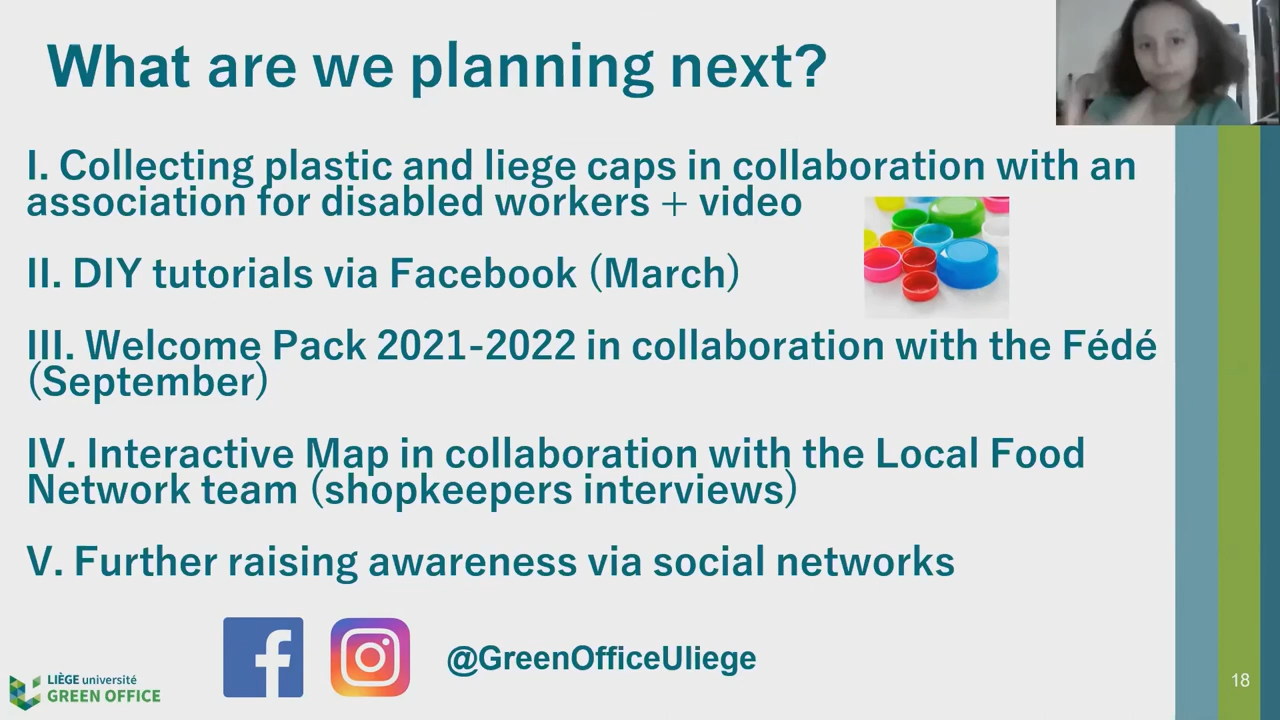 What are we planning next?
I. Collecting plastic and liege caps in collaboration with an
association for disabled workers + video
II. DIY tutorials via Facebook (March)
III. Welcome Pack 2021-2022 in collaboration with the Fédé
(September)
IV. Interactive Map in collaboration with the Local Food
Network team (shopkeepers interviews)
V. Further raising awareness via social networks
@GreenOfficeUliege
LIÈGE université
GREEN OFFICE
18